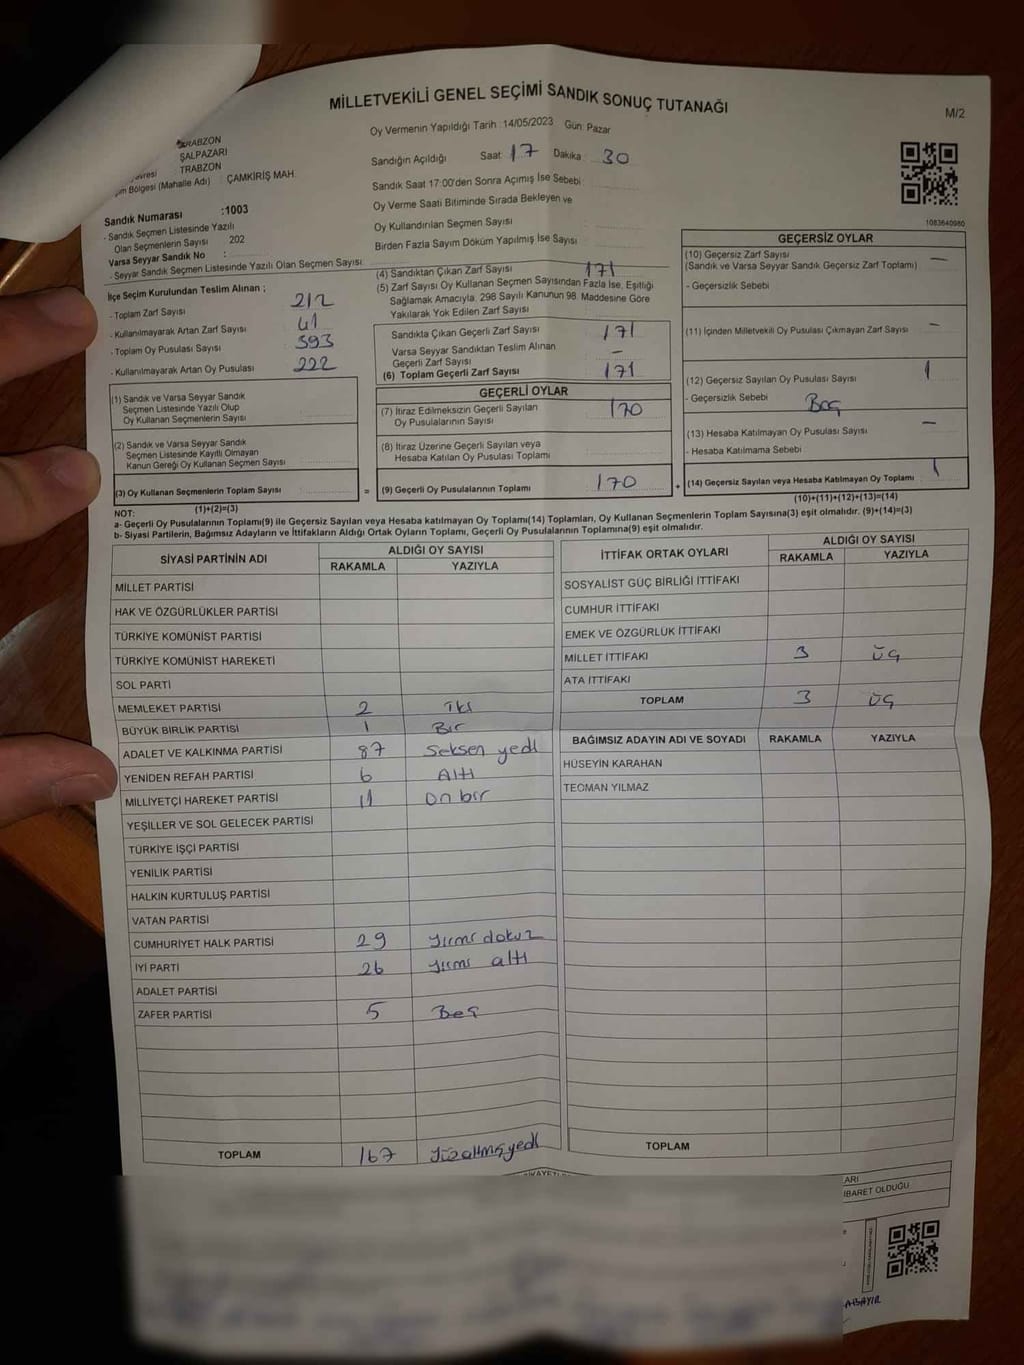 MİLLETVEKİLİ GENEL SEÇİMİ SANDIK SONUÇ TUTANAĞI
M/2
Oy Vermenin Yapıldığı Tarih : 14/05/2023 Gün: Pazar
TRABZON
ŞALPAZARI
TRABZON
(Mahalle Adı) : ÇAMKİRİŞ MAH.
Sandık Numarası :1003
- Sandık Seçmen Listesinde Yazılı
Olan Seçmenlerin Sayısı : 202
Varsa Seyyar Sandık No :
- Seyyar Sandık Seçmen Listesinde Yazılı Olan Seçmen Sayısı :
Sandığın Açıldığı Saat: 17 Dakika : 30
Sandık Saat 17:00'den Sonra Açımış İse Sebebi :
Oy Verme Saati Bitiminde Sırada Bekleyen ve
Oy Kullandırılan Seçmen Sayısı
Birden Fazla Sayım Döküm Yapılmış İse Sayısı
1083640980
İlçe Seçim Kurulundan Teslim Alınan ;
- Toplam Zarf Sayısı : 212
- Kullanılmayarak Artan Zarf Sayısı : 41
- Toplam Oy Pusulası Sayısı : 393
- Kullanılmayarak Artan Oy Pusulası : 222
(1) Sandık ve Varsa Seyyar Sandık
Seçmen Listesinde Yazılı Olup
Oy Kullanan Seçmenlerin Sayısı :
(2) Sandık ve Varsa Seyyar Sandık
Seçmen Listesinde Kayıtlı Olmayan
Kanun Gereği Oy Kullanan Seçmen Sayısı :
(3) Oy Kullanan Seçmenlerin Toplam Sayısı :
(1)+(2)=(3)
(4) Sandıktan Çıkan Zarf Sayısı : 171
(5) Zarf Sayısı Oy Kullanan Seçmen Sayısından Fazla İse, Eşitliği
Sağlamak Amacıyla, 298 Sayılı Kanunun 98. Maddesine Göre
Yakılarak Yok Edilen Zarf Sayısı :
Sandıkta Çıkan Geçerli Zarf Sayısı : 171
Varsa Seyyar Sandıktan Teslim Alınan
Geçerli Zarf Sayısı : -
(6) Toplam Geçerli Zarf Sayısı : 171
GEÇERLİ OYLAR
(7) İtiraz Edilmeksizin Geçerli Sayılan
Oy Pusulalarının Sayısı : 170
(8) İtiraz Üzerine Geçerli Sayılan veya
Hesaba Katılan Oy Pusulası Toplamı :
= (9) Geçerli Oy Pusulalarının Toplamı : 170 +
GEÇERSİZ OYLAR
(10) Geçersiz Zarf Sayısı
(Sandık ve Varsa Seyyar Sandık Geçersiz Zarf Toplamı) : -
- Geçersizlik Sebebi
(11) İçinden Milletvekili Oy Pusulası Çıkmayan Zarf Sayısı : -
(12) Geçersiz Sayılan Oy Pusulası Sayısı : 1
- Geçersizlik Sebebi : Boş
(13) Hesaba Katılmayan Oy Pusulası Sayısı : -
- Hesaba Katılmama Sebebi :
(14) Geçersiz Sayılan veya Hesaba Katılmayan Oy Toplamı : 1
(10)+(11)+(12)+(13)=(14)
NOT:
a- Geçerli Oy Pusulalarının Toplamı(9) ile Geçersiz Sayılan veya Hesaba katılmayan Oy Toplamı(14) Toplamları, Oy Kullanan Seçmenlerin Toplam Sayısına(3) eşit olmalıdır. (9)+(14)=(3)
b- Siyasi Partilerin, Bağımsız Adayların ve İttifakların Aldığı Ortak Oyların Toplamı, Geçerli Oy Pusulalarının Toplamına(9) eşit olmalıdır.
SİYASİ PARTİNİN ADI ALDIĞI OY SAYISI
RAKAMLA YAZIYLA
MİLLET PARTİSİ
HAK VE ÖZGÜRLÜKLER PARTİSİ
TÜRKİYE KOMÜNİST PARTİSİ
TÜRKİYE KOMÜNİST HAREKETİ
SOL PARTİ
MEMLEKET PARTİSİ 2 İki
BÜYÜK BİRLİK PARTİSİ 1 Bir
ADALET VE KALKINMA PARTİSİ 87 Seksen yedi
YENİDEN REFAH PARTİSİ 6 Altı
MİLLİYETÇİ HAREKET PARTİSİ 11 On bir
YEŞİLLER VE SOL GELECEK PARTİSİ
TÜRKİYE İŞÇİ PARTİSİ
YENİLİK PARTİSİ
HALKIN KURTULUŞ PARTİSİ
VATAN PARTİSİ
CUMHURİYET HALK PARTİSİ 29 yirmi dokuz
İYİ PARTİ 26 yirmi altı
ADALET PARTİSİ
ZAFER PARTİSİ 5 Beş
TOPLAM 167 yüzaltmışyedi
İTTİFAK ORTAK OYLARI ALDIĞI OY SAYISI
RAKAMLA YAZIYLA
SOSYALİST GÜÇ BİRLİĞİ İTTİFAKI
CUMHUR İTTİFAKI
EMEK VE ÖZGÜRLÜK İTTİFAKI
MİLLET İTTİFAKI 3 üç
ATA İTTİFAKI
TOPLAM 3 üç
BAĞIMSIZ ADAYIN ADI VE SOYADI RAKAMLA YAZIYLA
HÜSEYİN KARAHAN
TEOMAN YILMAZ
TOPLAM
İBARET OLDUĞU